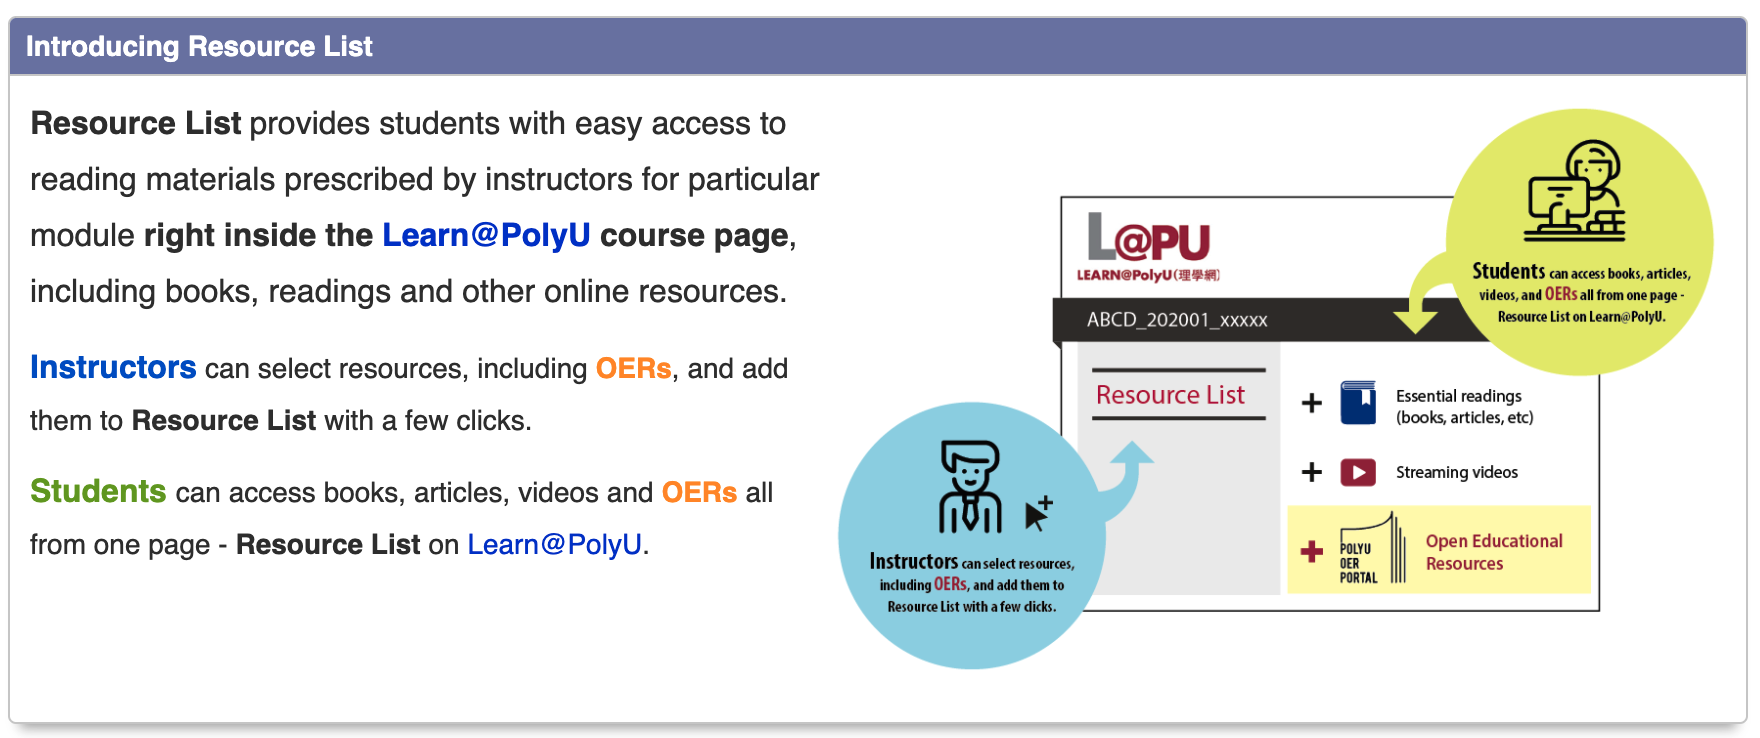 Introducing Resource List
Resource List provides students with easy access to
reading materials prescribed by instructors for particular
module right inside the Learn@PolyU course page,
including books, readings and other online resources.
Instructors can select resources, including OERs, and add
them to Resource List with a few clicks.
Students can access books, articles, videos and OERs all
from one page - Resource List on Learn@PolyU.
L@PU
LEARN@PolyU(理學網)
ABCD_202001_xxxxx
Resource List
Students can access books, articles,
videos, and OERs all from one page -
Resource List on Learn@PolyU.
+ Essential readings
(books, articles, etc)
+ Streaming videos
+ POLYU
OER
PORTAL
Open Educational
Resources
Instructors can select resources,
including OERs, and add them to
Resource List with a few clicks.